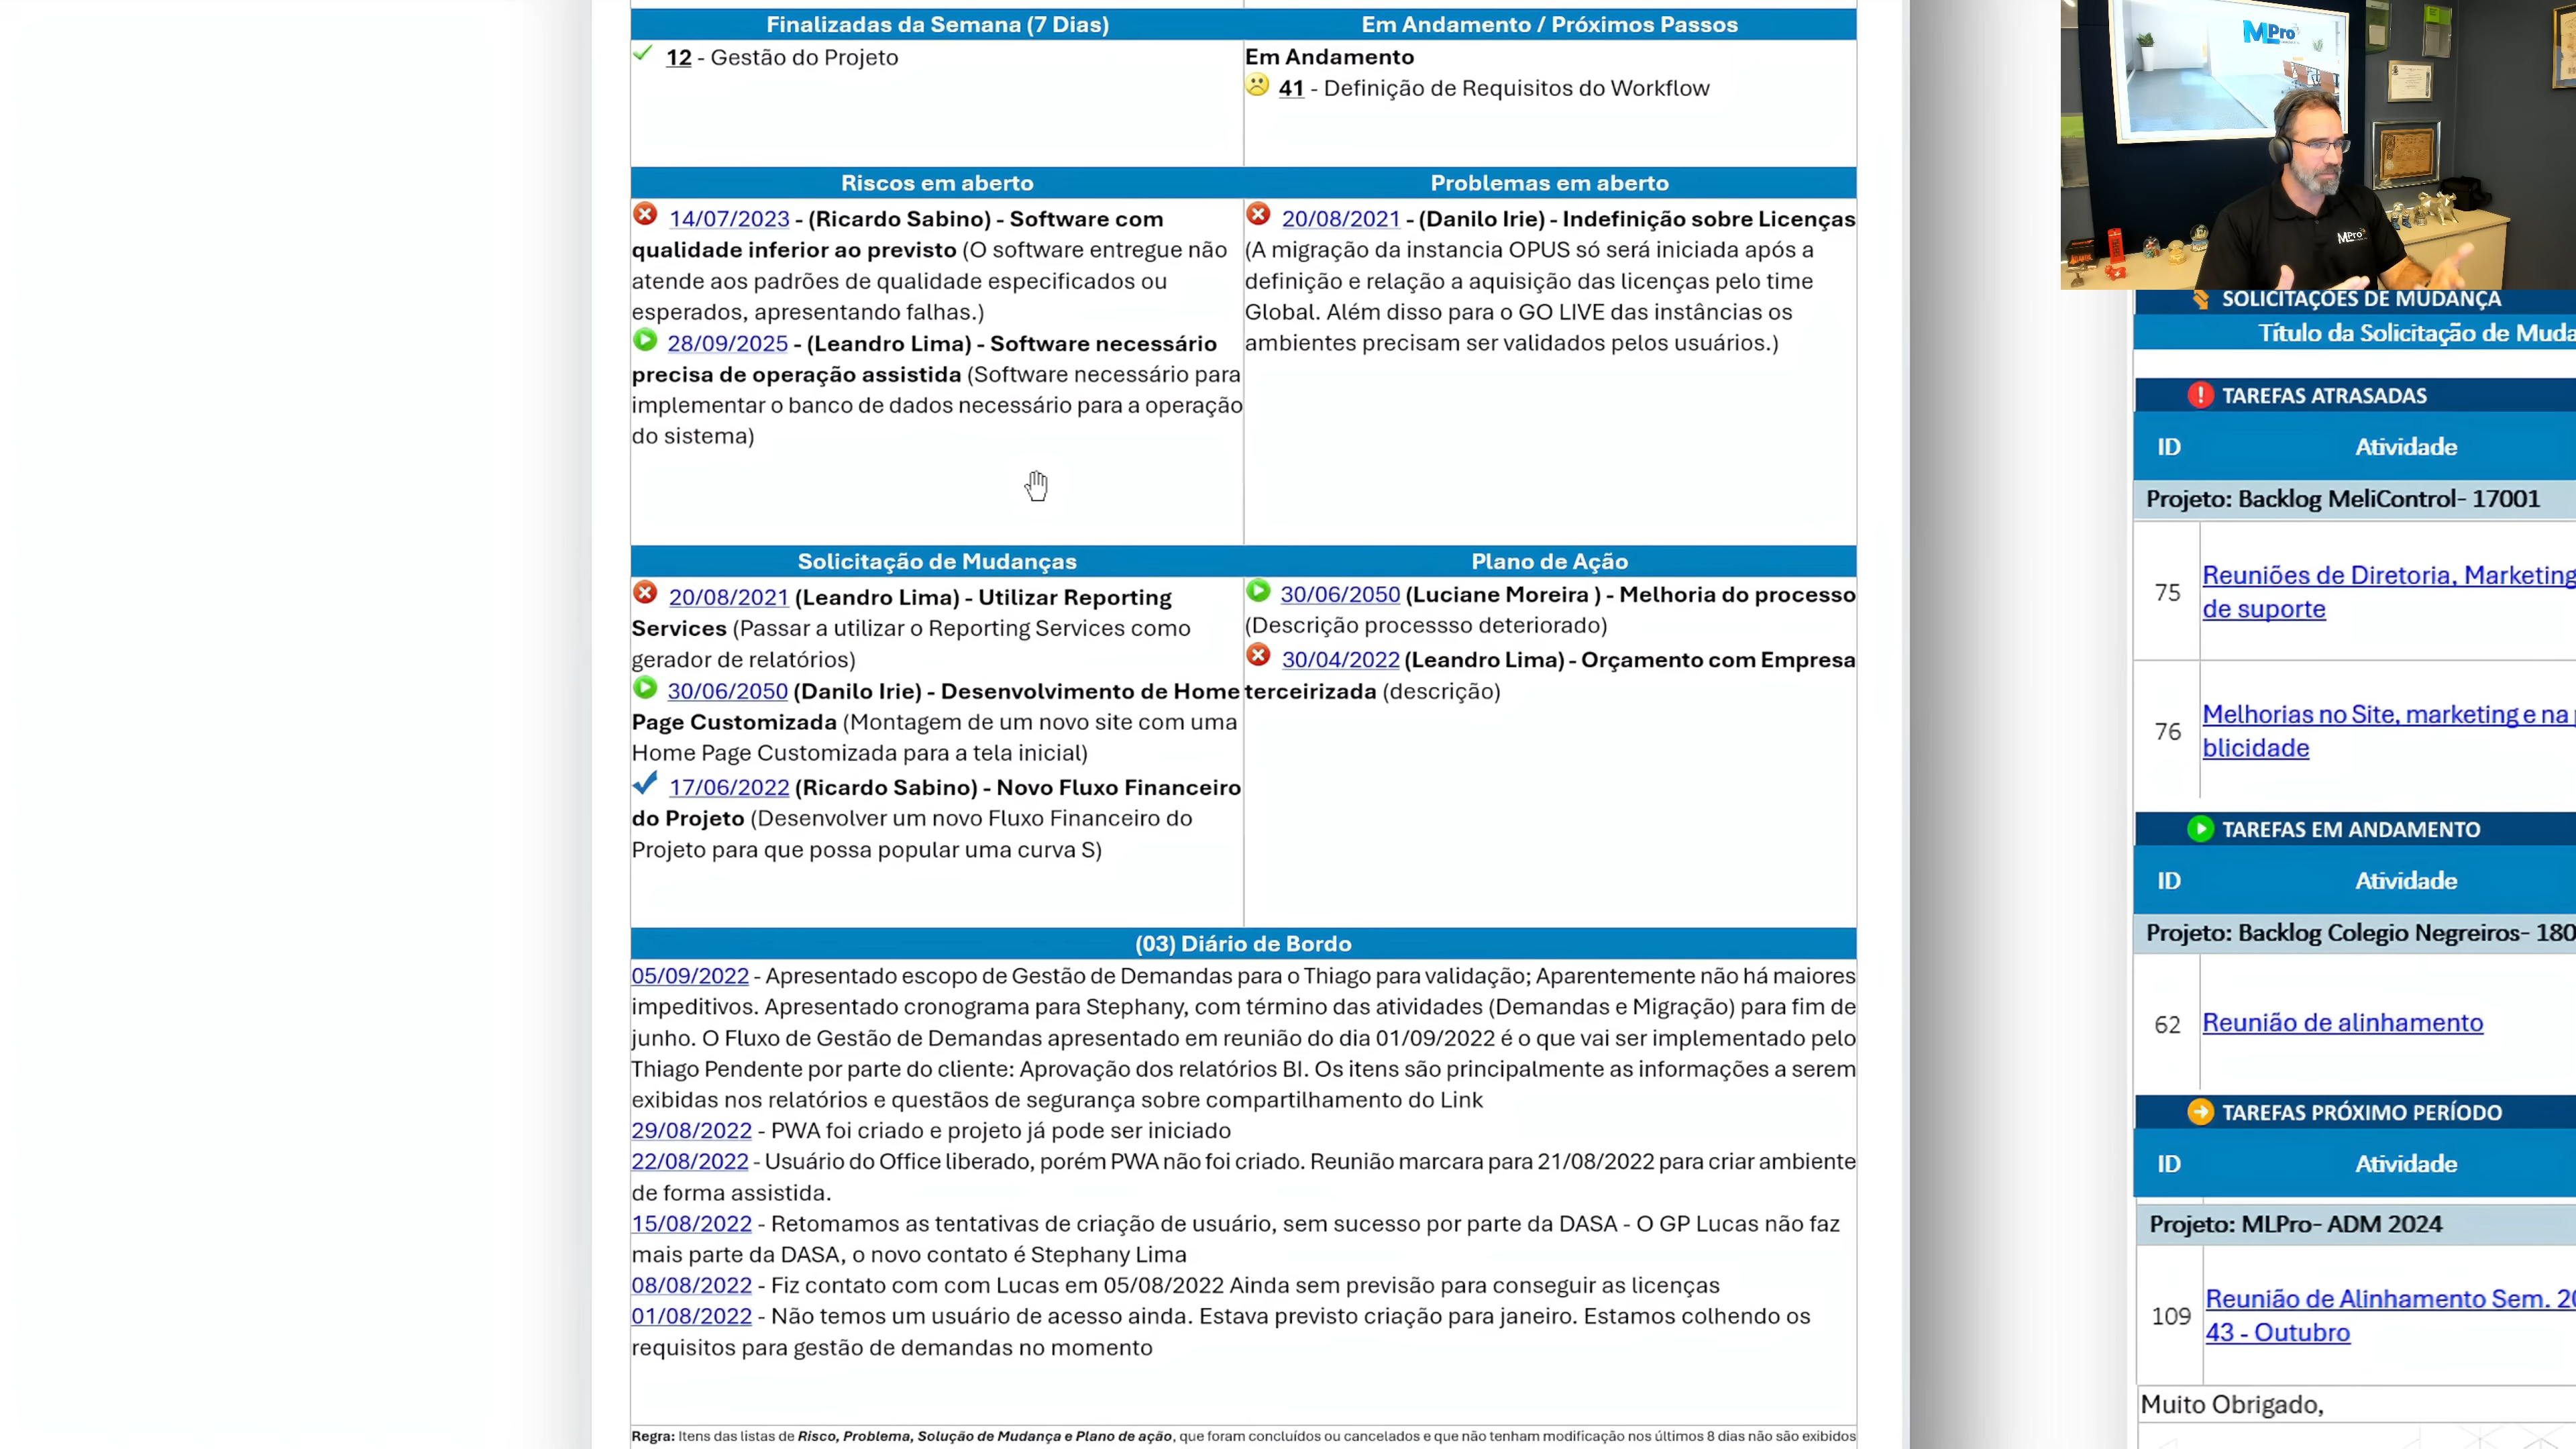 Finalizadas da Semana (7 Dias)
12 - Gestão do Projeto
Em Andamento / Próximos Passos
Em Andamento
41 - Definição de Requisitos do Workflow
Riscos em aberto
14/07/2023 - (Ricardo Sabino) - Software com
qualidade inferior ao previsto (O software entregue não
atende aos padrões de qualidade especificados ou
esperados, apresentando falhas.)
28/09/2025 - (Leandro Lima) - Software necessário
precisa de operação assistida (Software necessário para
implementar o banco de dados necessário para a operação
do sistema)
Problemas em aberto
20/08/2021 - (Danilo Irie) - Indefinição sobre Licenças
(A migração da instancia OPUS só será iniciada após a
definição e relação a aquisição das licenças pelo time
Global. Além disso para o GO LIVE das instâncias os
ambientes precisam ser validados pelos usuários.)
Solicitação de Mudanças
20/08/2021 (Leandro Lima) - Utilizar Reporting
Services (Passar a utilizar o Reporting Services como
gerador de relatórios)
30/06/2050 (Danilo Irie) - Desenvolvimento de Home
Page Customizada (Montagem de um novo site com uma
Home Page Customizada para a tela inicial)
17/06/2022 (Ricardo Sabino) - Novo Fluxo Financeiro
do Projeto (Desenvolver um novo Fluxo Financeiro do
Projeto para que possa popular uma curva S)
Plano de Ação
30/06/2050 (Luciane Moreira ) - Melhoria do processo
(Descrição processso deteriorado)
30/04/2022 (Leandro Lima) - Orçamento com Empresa
terceirizada (descrição)
(03) Diário de Bordo
05/09/2022 - Apresentado escopo de Gestão de Demandas para o Thiago para validação; Aparentemente não há maiores
impeditivos. Apresentado cronograma para Stephany, com término das atividades (Demandas e Migração) para fim de
junho. O Fluxo de Gestão de Demandas apresentado em reunião do dia 01/09/2022 é o que vai ser implementado pelo
Thiago Pendente por parte do cliente: Aprovação dos relatórios BI. Os itens são principalmente as informações a serem
exibidas nos relatórios e questãos de segurança sobre compartilhamento do Link
29/08/2022 - PWA foi criado e projeto já pode ser iniciado
22/08/2022 - Usuário do Office liberado, porém PWA não foi criado. Reunião marcara para 21/08/2022 para criar ambiente
de forma assistida.
15/08/2022 - Retomamos as tentativas de criação de usuário, sem sucesso por parte da DASA - O GP Lucas não faz
mais parte da DASA, o novo contato é Stephany Lima
08/08/2022 - Fiz contato com com Lucas em 05/08/2022 Ainda sem previsão para conseguir as licenças
01/08/2022 - Não temos um usuário de acesso ainda. Estava previsto criação para janeiro. Estamos colhendo os
requisitos para gestão de demandas no momento
Regra: Itens das listas de Risco, Problema, Solução de Mudança e Plano de ação, que foram concluídos ou cancelados e que não tenham modificação nos últimos 8 dias não são exibidos
MLPro
MLPro
SOLICITAÇÕES DE MUDANÇA
Título da Solicitação de Muda
TAREFAS ATRASADAS
ID Atividade
Projeto: Backlog MeliControl- 17001
75 Reuniões de Diretoria, Marketing
de suporte
76 Melhorias no Site, marketing e na
blicidade
TAREFAS EM ANDAMENTO
ID Atividade
Projeto: Backlog Colegio Negreiros- 180
62 Reunião de alinhamento
TAREFAS PRÓXIMO PERÍODO
ID Atividade
Projeto: MLPro- ADM 2024
109 Reunião de Alinhamento Sem. 20
43 - Outubro
Muito Obrigado,